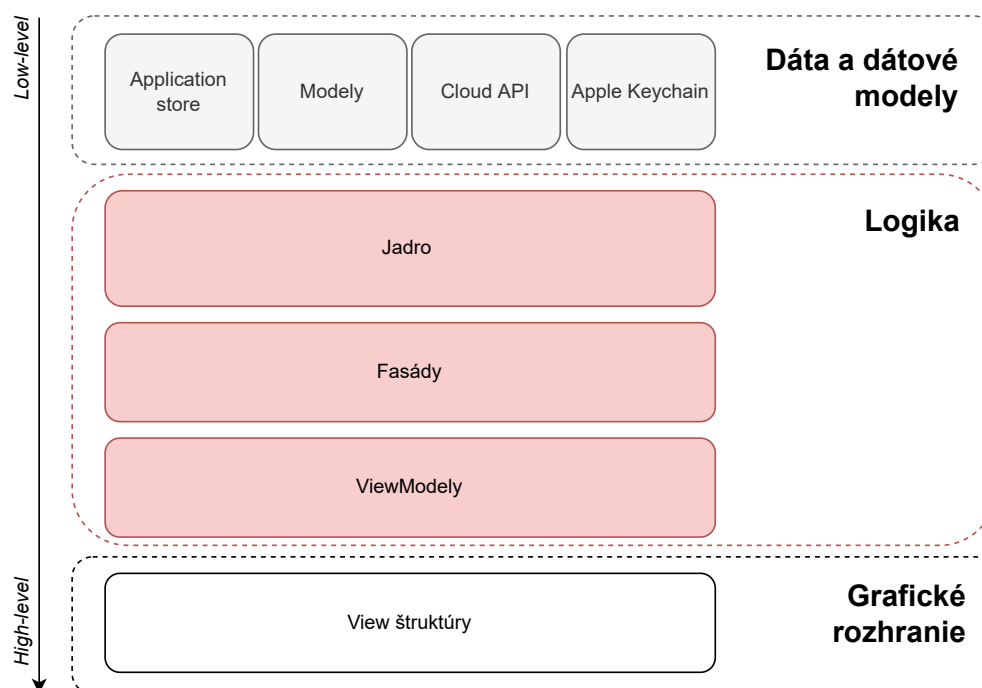 Low-level
Application
store
Modely
Cloud API
Apple Keychain
Dáta a dátové
modely
Logika
Jadro
Fasády
ViewModely
High-level
View štruktúry
Grafické
rozhranie